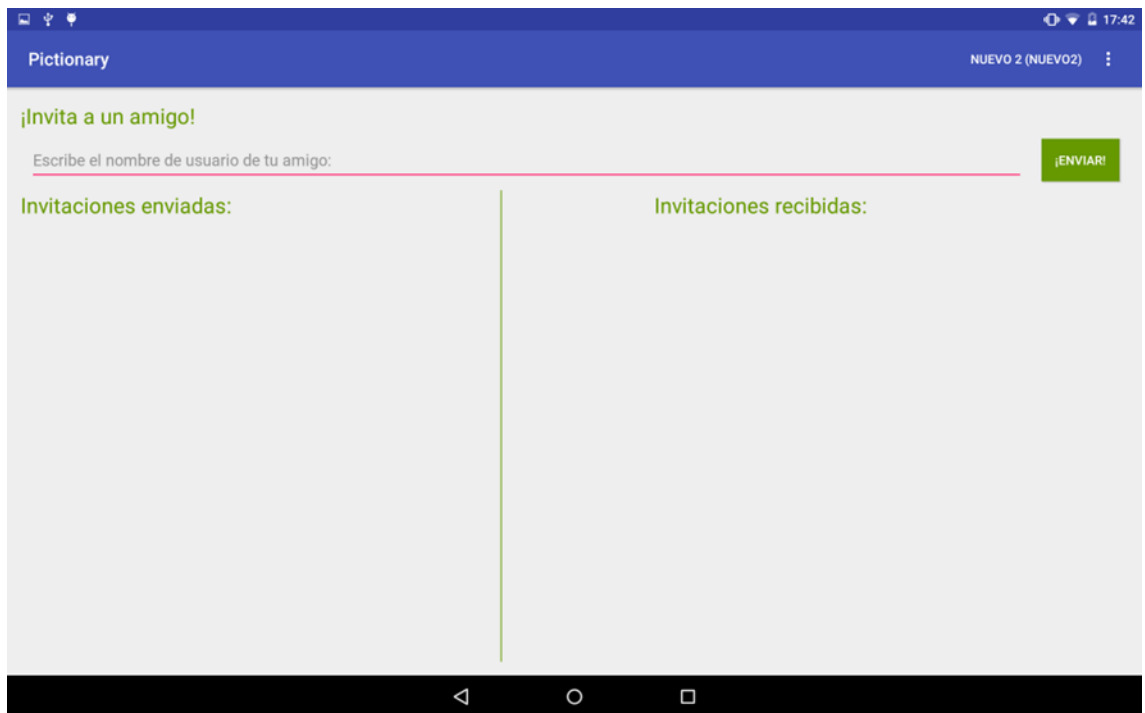 17:42
Pictionary NUEVO 2 (NUEVO2)
¡Invita a un amigo!
Escribe el nombre de usuario de tu amigo: ¡ENVIAR!
Invitaciones enviadas: Invitaciones recibidas: